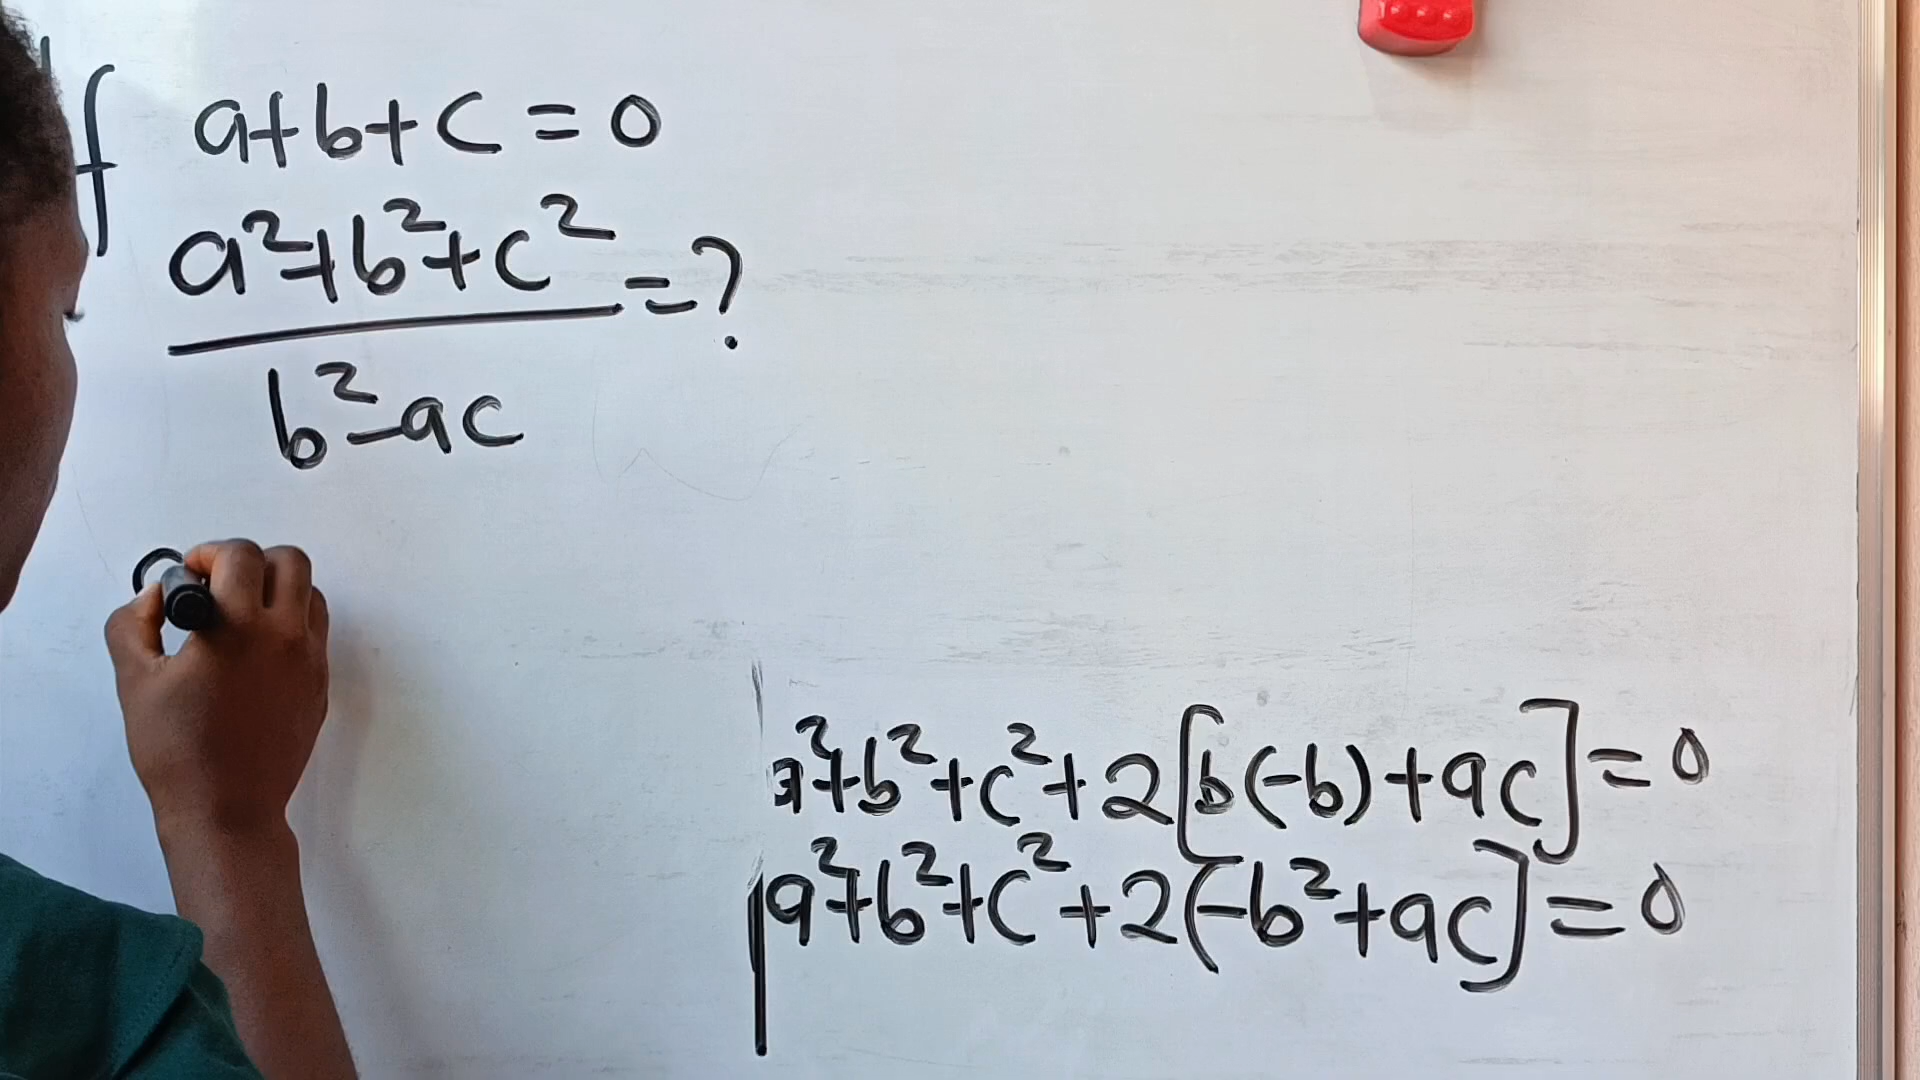 If a+b+c=0
a²+b²+c² =?
b²-ac
a²+b²+c²+2[b(-b)+ac]=0
a²+b²+c²+2(-b²+ac]=0